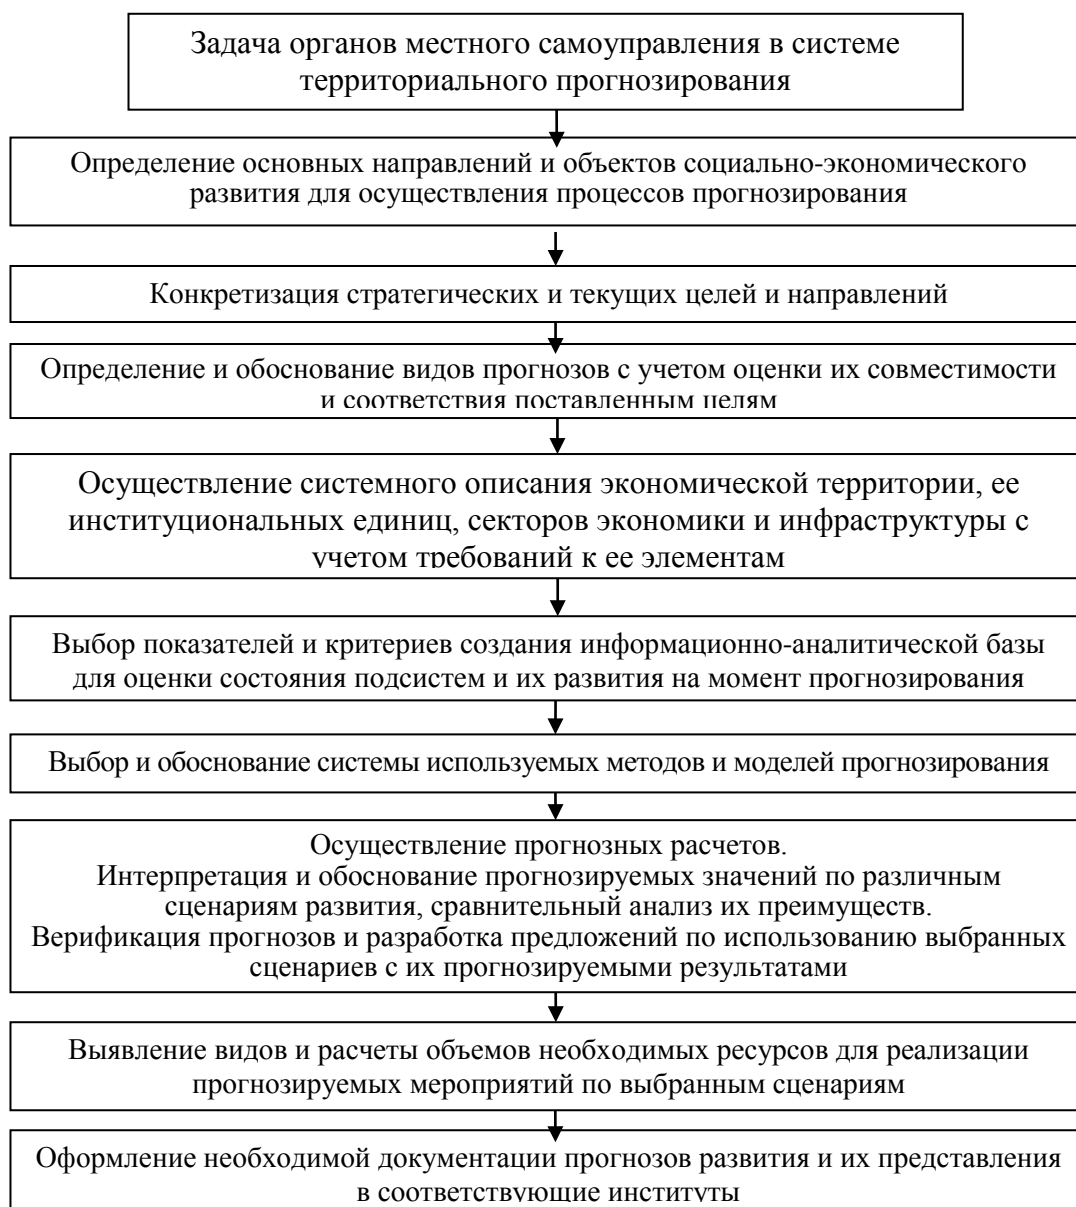 Задача органов местного самоуправления в системе
территориального прогнозирования
Определение основных направлений и объектов социально-экономического
развития для осуществления процессов прогнозирования
Конкретизация стратегических и текущих целей и направлений
Определение и обоснование видов прогнозов с учетом оценки их совместимости
и соответствия поставленным целям
Осуществление системного описания экономической территории, ее
институциональных единиц, секторов экономики и инфраструктуры с
учетом требований к ее элементам
Выбор показателей и критериев создания информационно-аналитической базы
для оценки состояния подсистем и их развития на момент прогнозирования
Выбор и обоснование системы используемых методов и моделей прогнозирования
Осуществление прогнозных расчетов.
Интерпретация и обоснование прогнозируемых значений по различным
сценариям развития, сравнительный анализ их преимуществ.
Верификация прогнозов и разработка предложений по использованию выбранных
сценариев с их прогнозируемыми результатами
Выявление видов и расчеты объемов необходимых ресурсов для реализации
прогнозируемых мероприятий по выбранным сценариям
Оформление необходимой документации прогнозов развития и их представления
в соответствующие институты